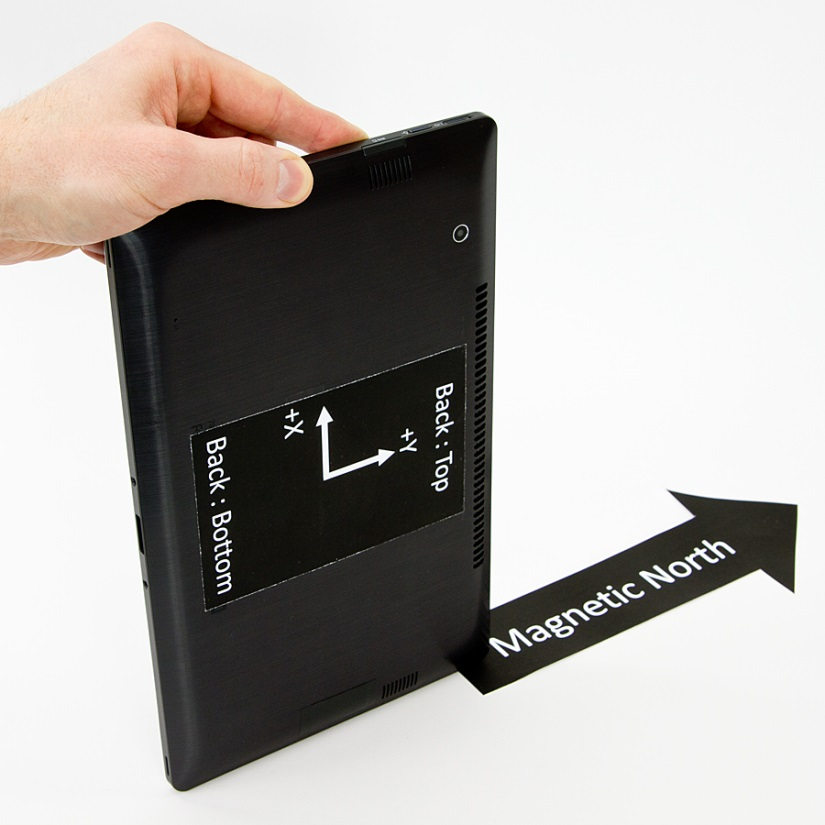 Back : Top
+Y
+X
Back : Bottom
Magnetic North